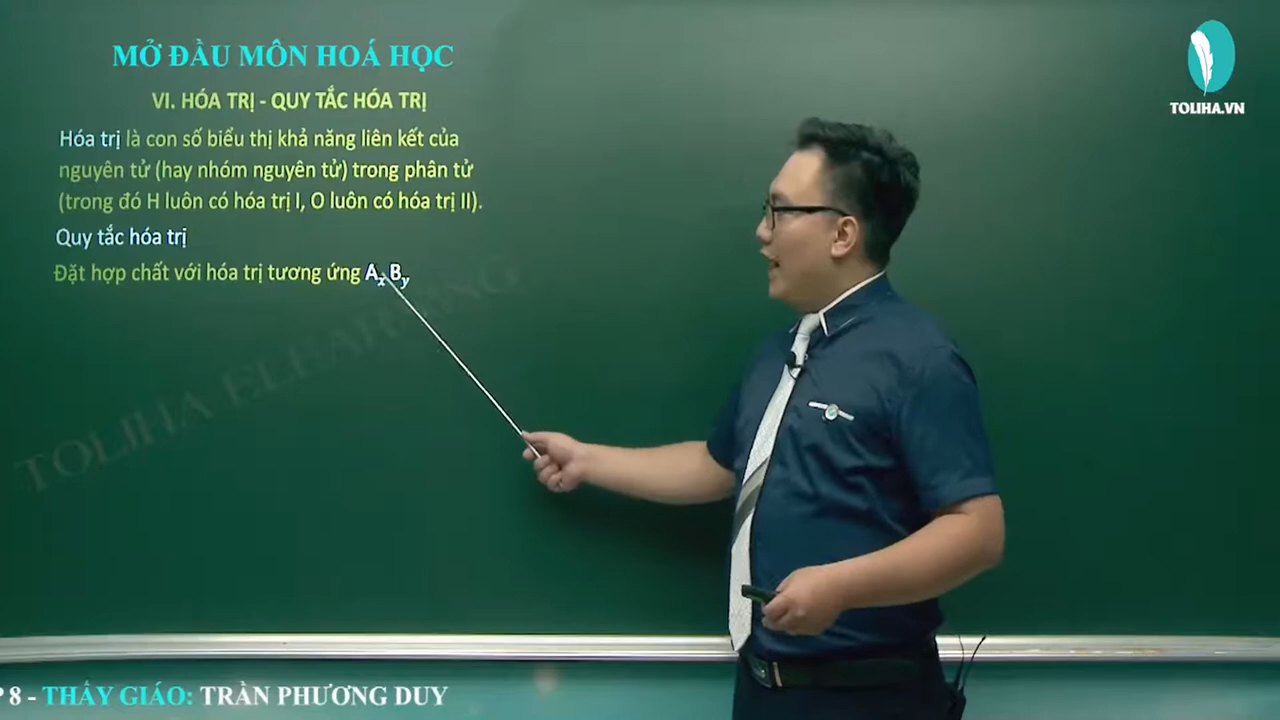 MỞ ĐẦU MÔN HOÁ HỌC
VI. HÓA TRỊ - QUY TẮC HÓA TRỊ
Hóa trị là con số biểu thị khả năng liên kết của
nguyên tử (hay nhóm nguyên tử) trong phân tử
(trong đó H luôn có hóa trị I, O luôn có hóa trị II).
Quy tắc hóa trị
Đặt hợp chất với hóa trị tương ứng AxBy
TOLIHA.VN
TOLIHA ELEARNING
8 - THẦY GIÁO: TRẦN PHƯƠNG DUY